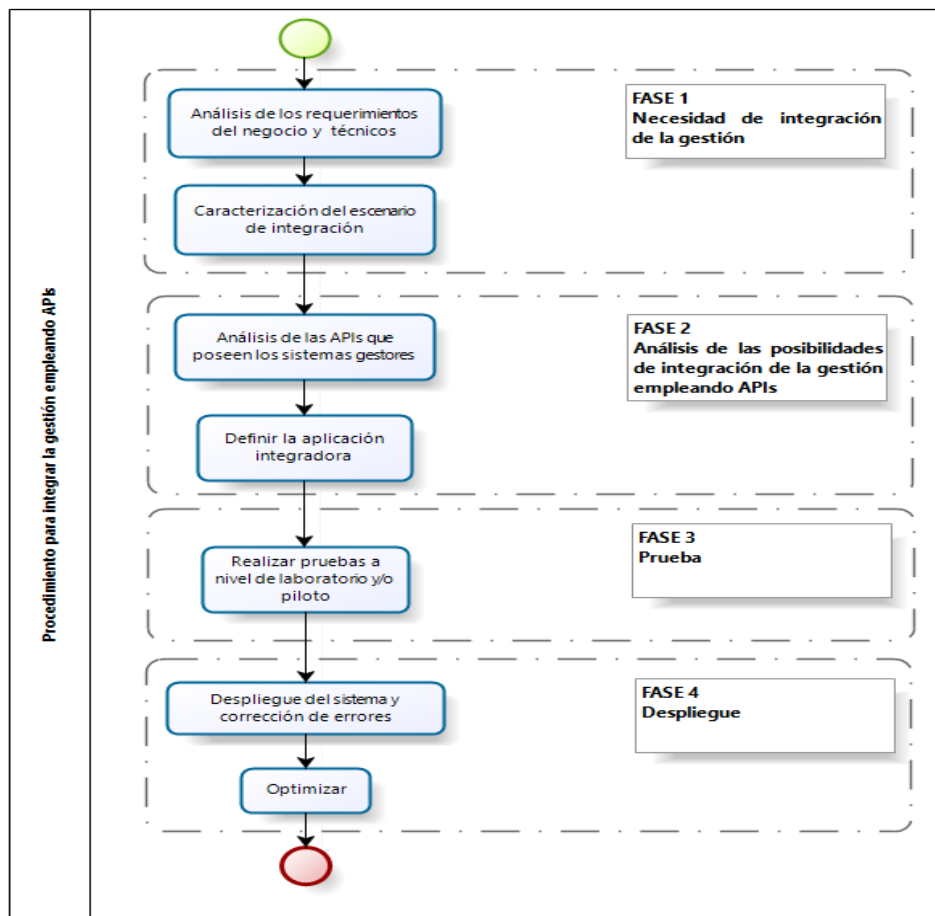 Procedimiento para integrar la gestión empleando APIs
Análisis de los requerimientos
del negocio y técnicos
FASE 1
Necesidad de integración
de la gestión
Caracterización del escenario
de integración
Análisis de las APIs que
poseen los sistemas gestores
FASE 2
Análisis de las posibilidades
de integración de la gestión
empleando APIs
Definir la aplicación
integradora
Realizar pruebas a
nivel de laboratorio y/o
piloto
FASE 3
Prueba
Despliegue del sistema y
corrección de errores
FASE 4
Despliegue
Optimizar